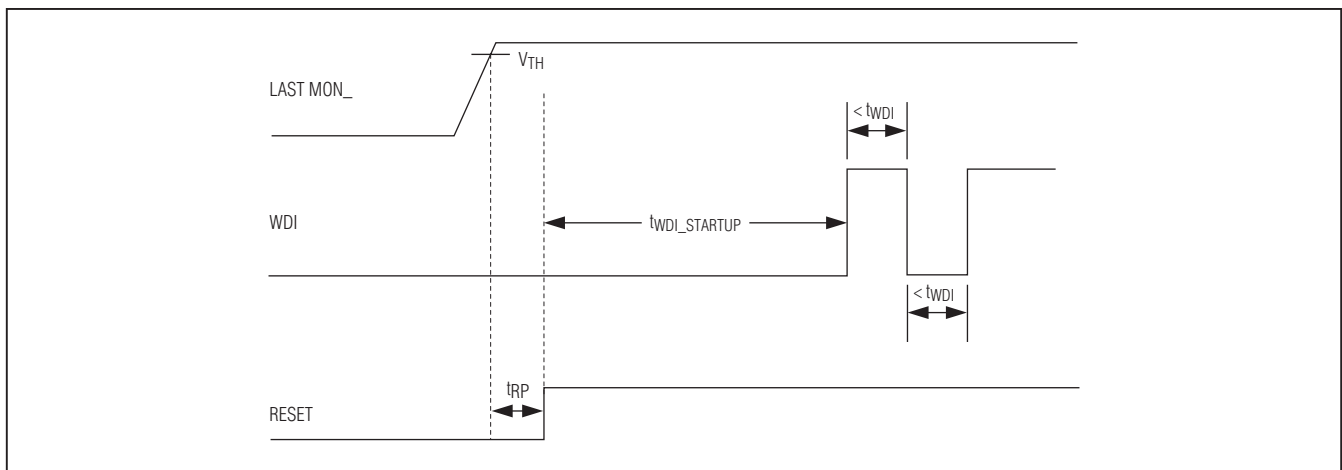 VTH
LAST MON_
< tWDI
WDI
tWDI_STARTUP
< tWDI
tRP
RESET